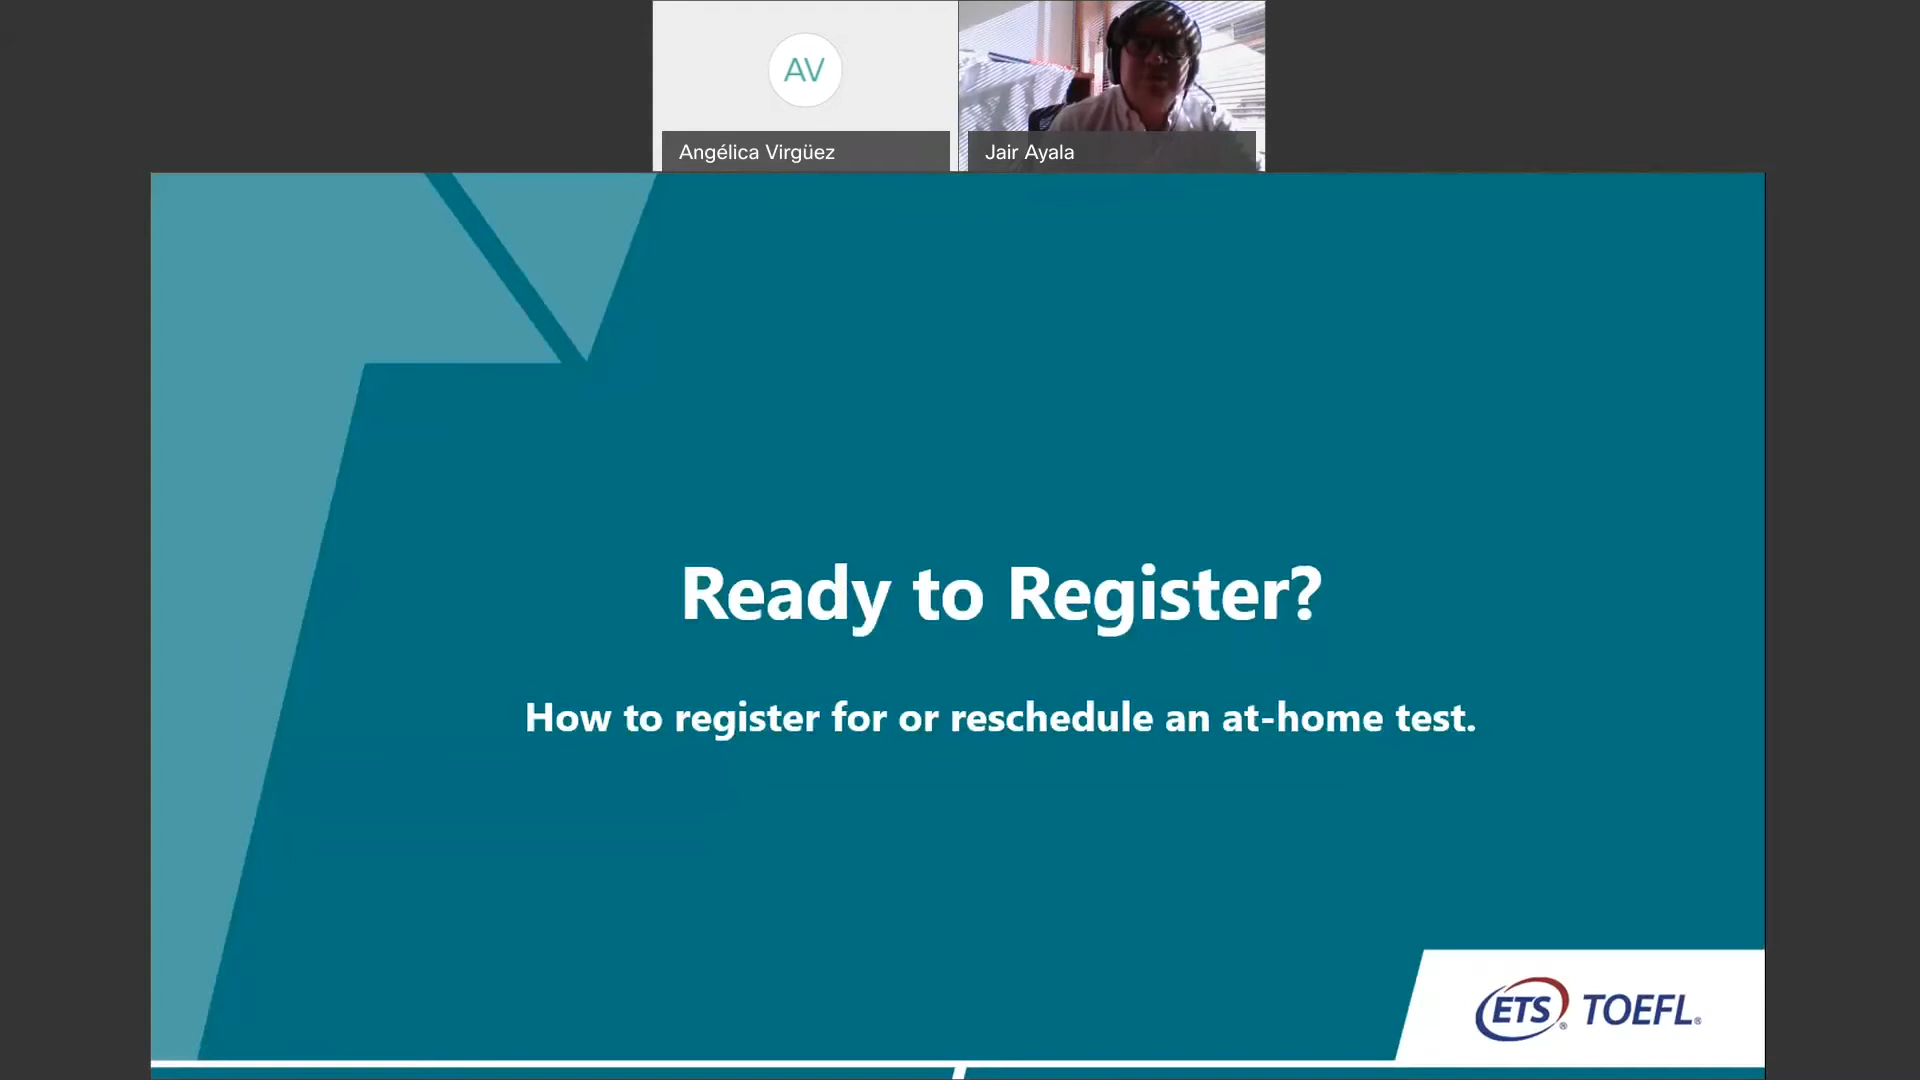 AV
Angélica Virgüez
Jair Ayala
Ready to Register?
How to register for or reschedule an at-home test.
ETS® TOEFL®